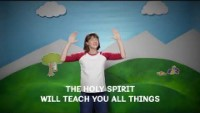 THE HOLY SPIRIT
WILL TEACH YOU ALL THINGS